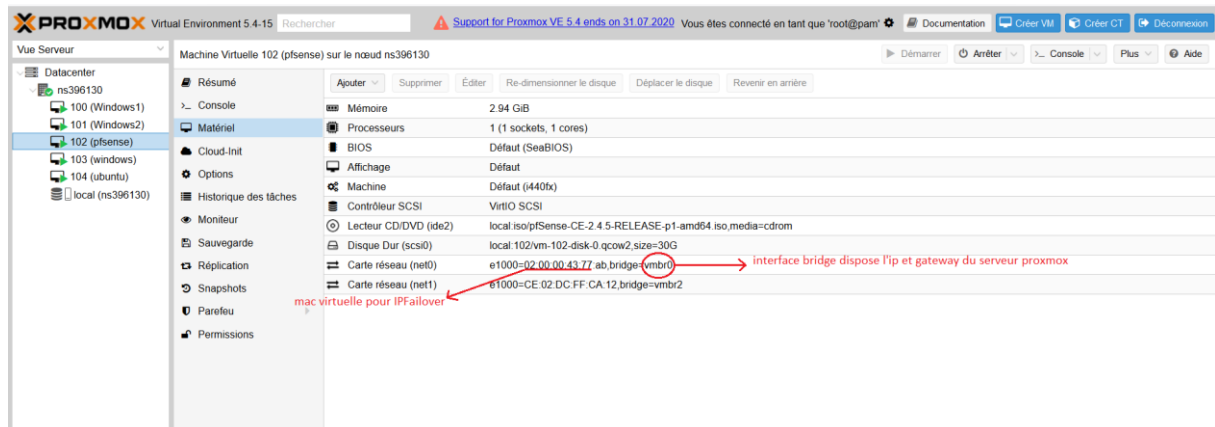 PROXMOX Virtual Environment 5.4-15 Rechercher Support for Proxmox VE 5.4 ends on 31.07.2020 Vous êtes connecté en tant que 'root@pam' Documentation Créer VM Créer CT Déconnexion
Vue Serveur
Datacenter
ns396130
100 (Windows1)
101 (Windows2)
102 (pfsense)
103 (windows)
104 (ubuntu)
local (ns396130)
Machine Virtuelle 102 (pfsense) sur le nœud ns396130 Démarrer Arrêter >_ Console Plus Aide
Résumé
>_ Console
Matériel
Cloud-Init
Options
Historique des tâches
Moniteur
Sauvegarde
Réplication
Snapshots
Parefeu
Permissions
Ajouter Supprimer Éditer Re-dimensionner le disque Déplacer le disque Revenir en arrière
Mémoire 2.94 GiB
Processeurs 1 (1 sockets, 1 cores)
BIOS Défaut (SeaBIOS)
Affichage Défaut
Machine Défaut (i440fx)
Contrôleur SCSI VirtIO SCSI
Lecteur CD/DVD (ide2) local:iso/pfSense-CE-2.4.5-RELEASE-p1-amd64.iso,media=cdrom
Disque Dur (scsi0) local:102/vm-102-disk-0.qcow2,size=30G
Carte réseau (net0) e1000=02:00:00:43:77:ab,bridge=vmbr0 interface bridge dispose l'ip et gateway du serveur proxmox
Carte réseau (net1) e1000=CE:02:DC:FF:CA:12,bridge=vmbr2
mac virtuelle pour IPFailover